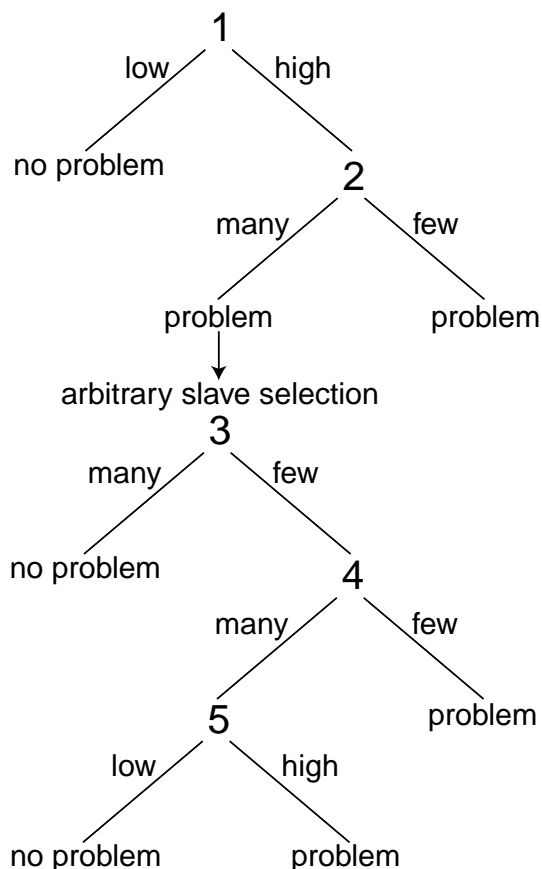 1
low high
no problem
2
many few
problem problem
arbitrary slave selection
3
many few
no problem
4
many few
problem
5
low high
no problem problem